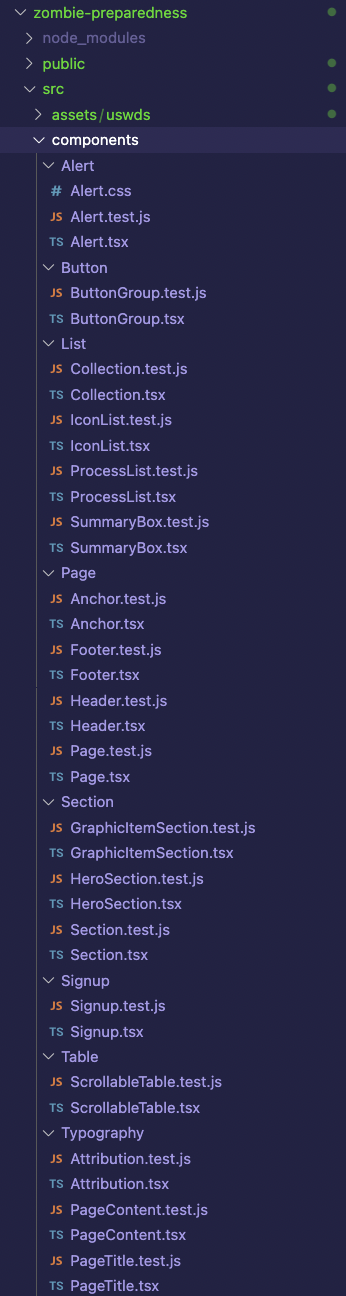 zombie-preparedness
node_modules
public
src
assets/uswds
components
Alert
# Alert.css
JS Alert.test.js
TS Alert.tsx
Button
JS ButtonGroup.test.js
TS ButtonGroup.tsx
List
JS Collection.test.js
TS Collection.tsx
JS IconList.test.js
TS IconList.tsx
JS ProcessList.test.js
TS ProcessList.tsx
JS SummaryBox.test.js
TS SummaryBox.tsx
Page
JS Anchor.test.js
TS Anchor.tsx
JS Footer.test.js
TS Footer.tsx
JS Header.test.js
TS Header.tsx
JS Page.test.js
TS Page.tsx
Section
JS GraphicItemSection.test.js
TS GraphicItemSection.tsx
JS HeroSection.test.js
TS HeroSection.tsx
JS Section.test.js
TS Section.tsx
Signup
JS Signup.test.js
TS Signup.tsx
Table
JS ScrollableTable.test.js
TS ScrollableTable.tsx
Typography
JS Attribution.test.js
TS Attribution.tsx
JS PageContent.test.js
TS PageContent.tsx
JS PageTitle.test.js
TS PageTitle.tsx